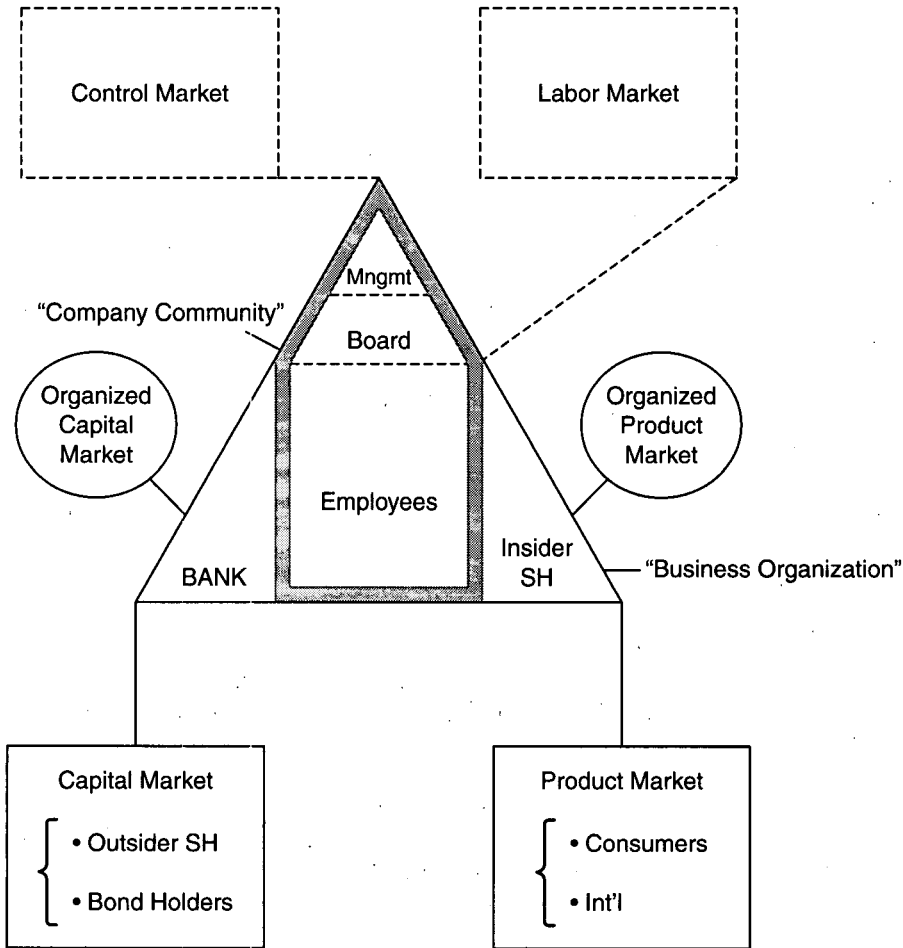 Control Market
Labor Market
Mngmt
"Company Community"
Board
Organized
Capital
Market
Organized
Product
Market
Employees
Insider
SH
BANK
"Business Organization"
Capital Market
• Outsider SH
• Bond Holders
Product Market
• Consumers
• Int'l